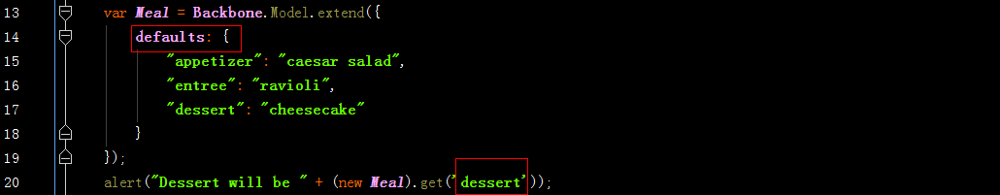 13 var Meal = Backbone.Model.extend({
14 defaults: {
15 "appetizer": "caesar salad",
16 "entree": "ravioli",
17 "dessert": "cheesecake"
18 }
19 });
20 alert("Dessert will be " + (new Meal).get('dessert'));